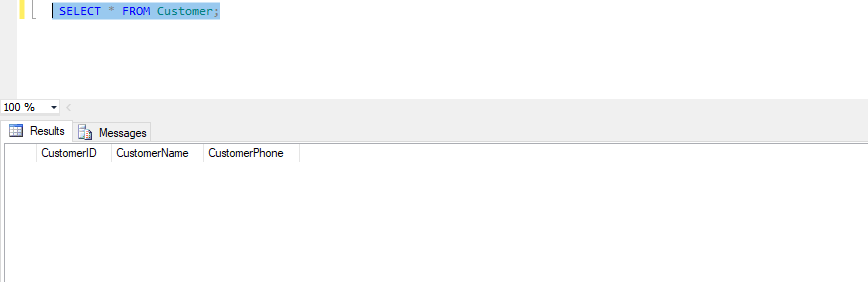 SELECT * FROM Customer;
100 %
Results Messages
CustomerID CustomerName CustomerPhone